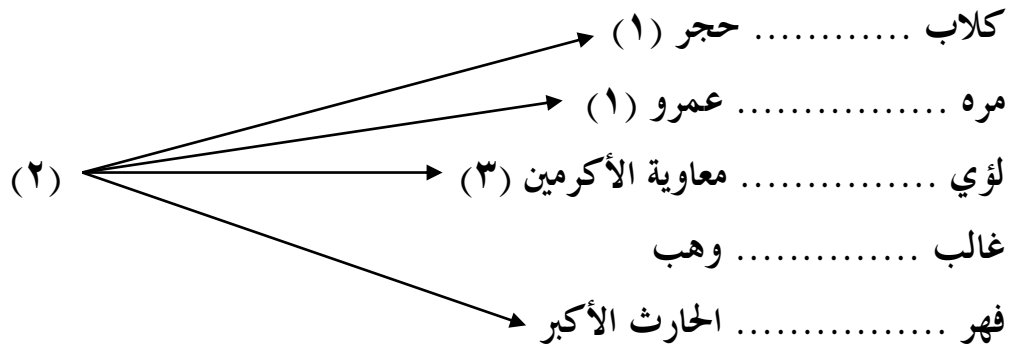 كلاب ............ حجر (١)
مره ............... عمرو (١)
لؤي ............... معاوية الأكرمين (٣) (٢)
غالب .............. وهب
فهر ................ الحارث الأكبر